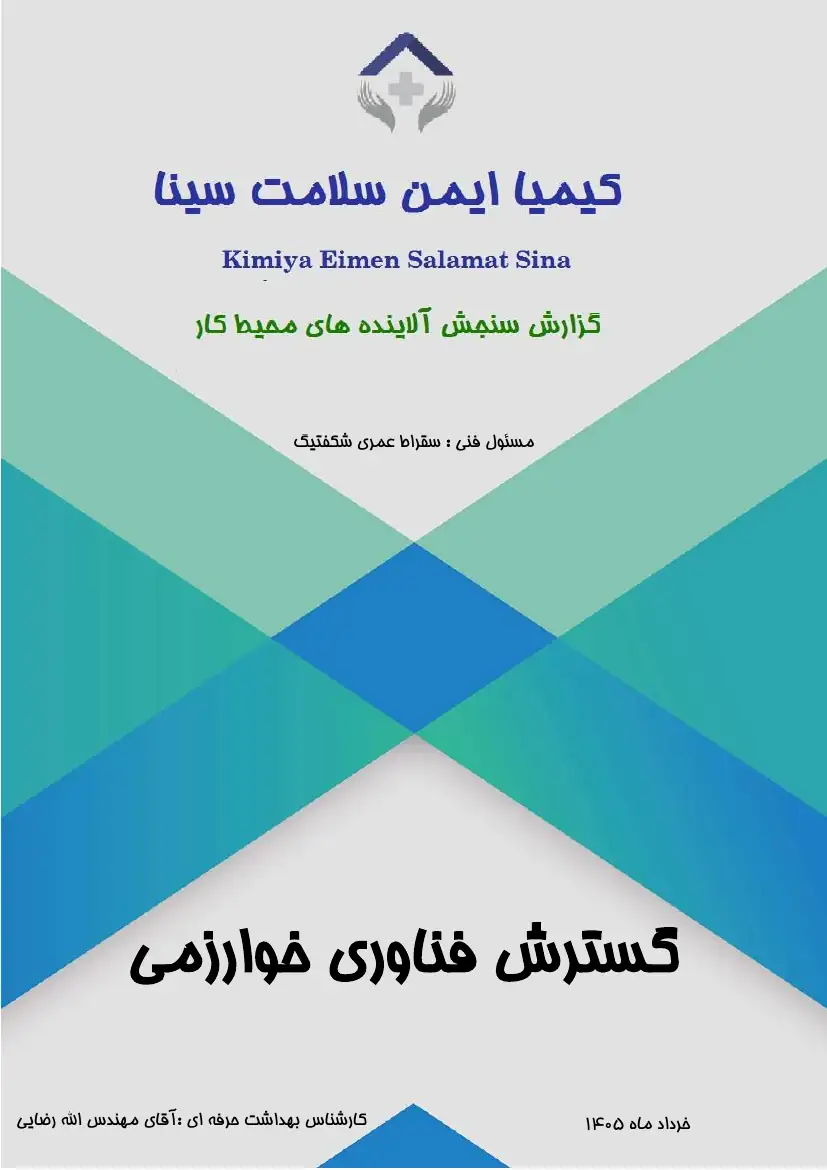 کیمیا ایمن سلامت سینا
Kimiya Eimen Salamat Sina
گزارش سنجش آلاینده های محیط کار
مسئول فنی : سقراط عمری شکفتیگ
گسترش فناوری خوارزمی
خرداد ماه ۱۴۰۵
کارشناس بهداشت حرفه ای :آقای مهندس الله رضایی